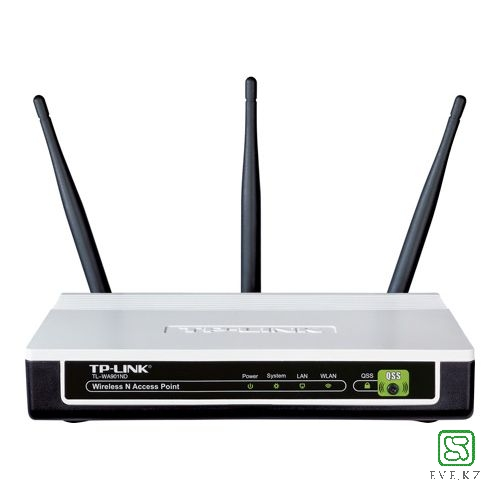 TP-LINK
TP-LINK
TL-WA901ND
Wireless N Access Point
Power System LAN WLAN QSS QSS
EVE.KZ